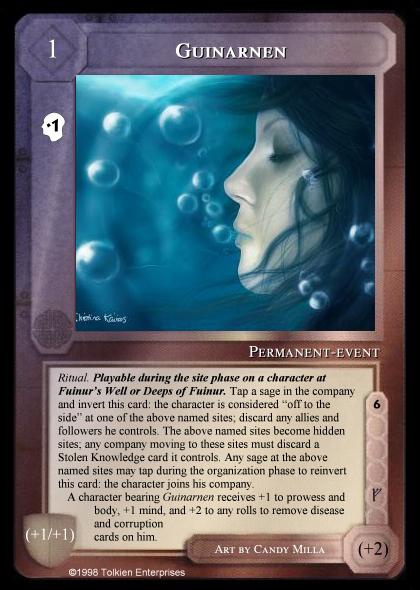 1
GUINARNEN
-1
Christina Kairos
PERMANENT-EVENT
Ritual. Playable during the site phase on a character at
Fuinur's Well or Deeps of Fuinur. Tap a sage in the company
and invert this card: the character is considered "off to the
side" at one of the above named sites; discard any allies and
followers he controls. The above named sites become hidden
sites; any company moving to these sites must discard a
Stolen Knowledge card it controls. Any sage at the above
named sites may tap during the organization phase to reinvert
this card: the character joins his company.
A character bearing Guinarnen receives +1 to prowess and
body, +1 mind, and +2 to any rolls to remove disease
and corruption
cards on him.
6
(+1/+1)
ART BY CANDY MILLA
(+2)
©1998 Tolkien Enterprises